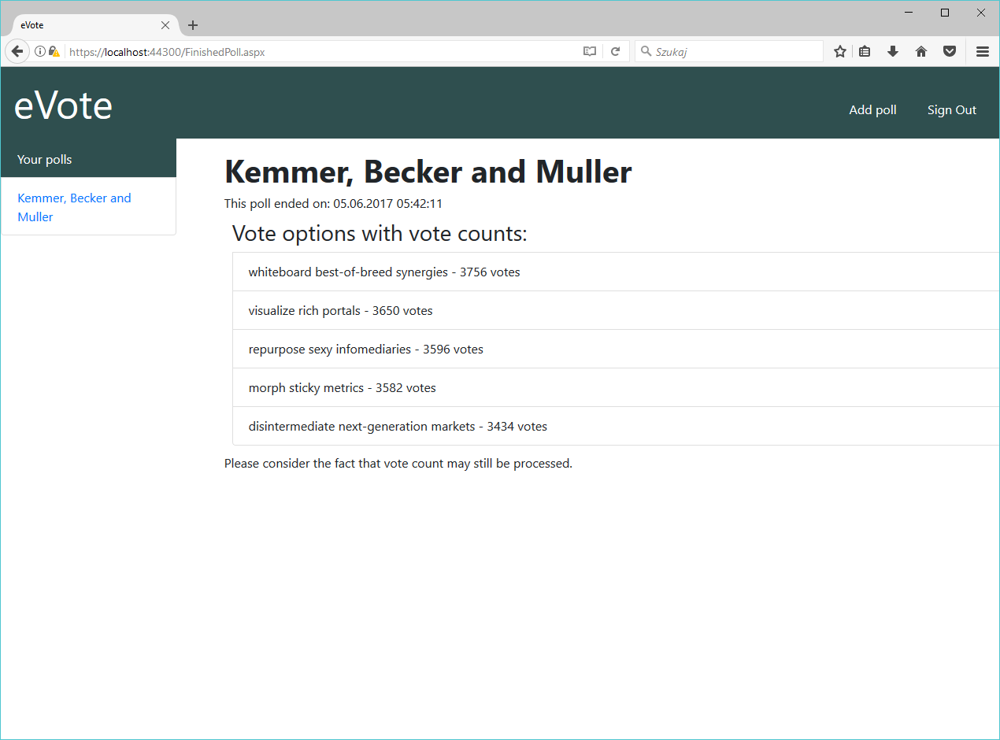 eVote
https://localhost:44300/FinishedPoll.aspx
Szukaj
eVote
Add poll
Sign Out
Your polls
Kemmer, Becker and
Muller
Kemmer, Becker and Muller
This poll ended on: 05.06.2017 05:42:11
Vote options with vote counts:
whiteboard best-of-breed synergies - 3756 votes
visualize rich portals - 3650 votes
repurpose sexy infomediaries - 3596 votes
morph sticky metrics - 3582 votes
disintermediate next-generation markets - 3434 votes
Please consider the fact that vote count may still be processed.